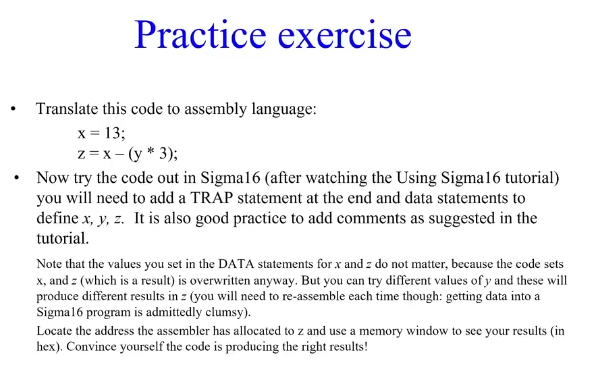 Practice exercise
• Translate this code to assembly language:
x = 13;
z = x – (y * 3);
• Now try the code out in Sigma16 (after watching the Using Sigma16 tutorial)
you will need to add a TRAP statement at the end and data statements to
define x, y, z. It is also good practice to add comments as suggested in the
tutorial.
Note that the values you set in the DATA statements for x and z do not matter, because the code sets
x, and z (which is a result) is overwritten anyway. But you can try different values of y and these will
produce different results in z (you will need to re-assemble each time though: getting data into a
Sigma16 program is admittedly clumsy).
Locate the address the assembler has allocated to z and use a memory window to see your results (in
hex). Convince yourself the code is producing the right results!